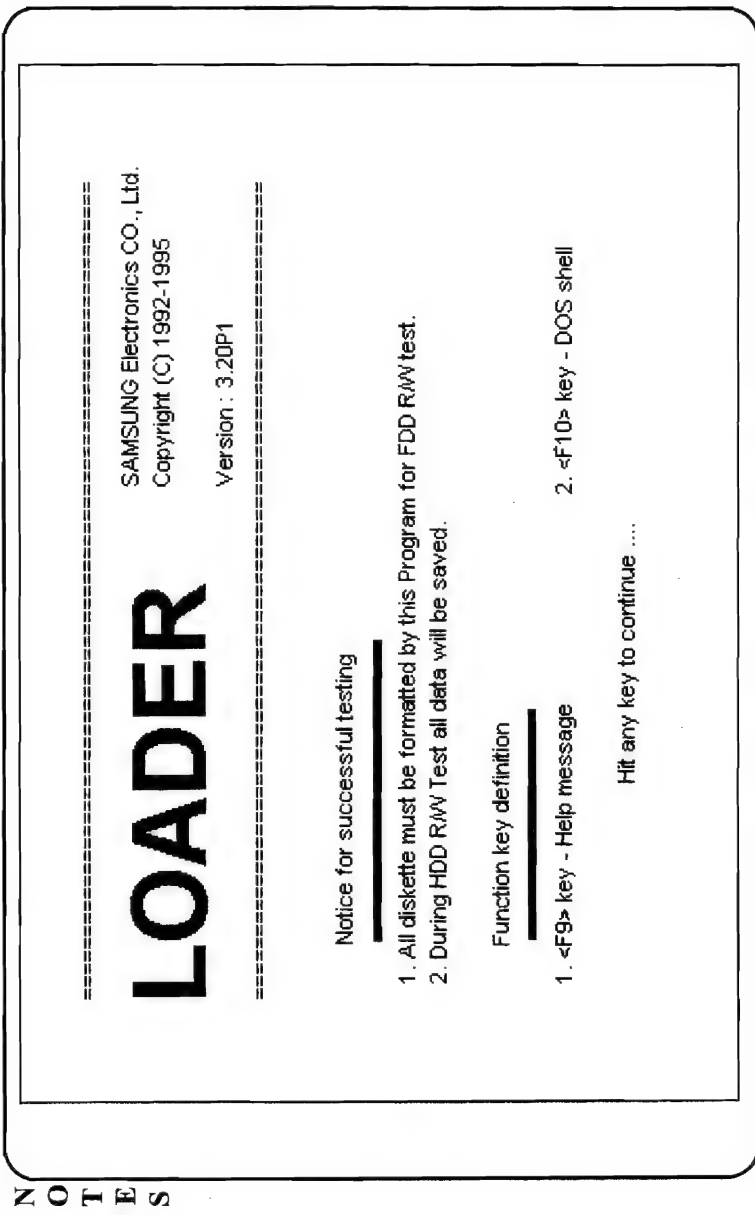 NOTES
==================================================
LOADER
SAMSUNG Electronics CO., Ltd.
Copyright (C) 1992-1995
Version : 3.20P1
==================================================
Notice for successful testing
1. All diskette must be formatted by this Program for FDD R/W test.
2. During HDD R/W Test all data will be saved.
Function key definition
1. <F9> key - Help message 2. <F10> key - DOS shell
Hit any key to continue ....